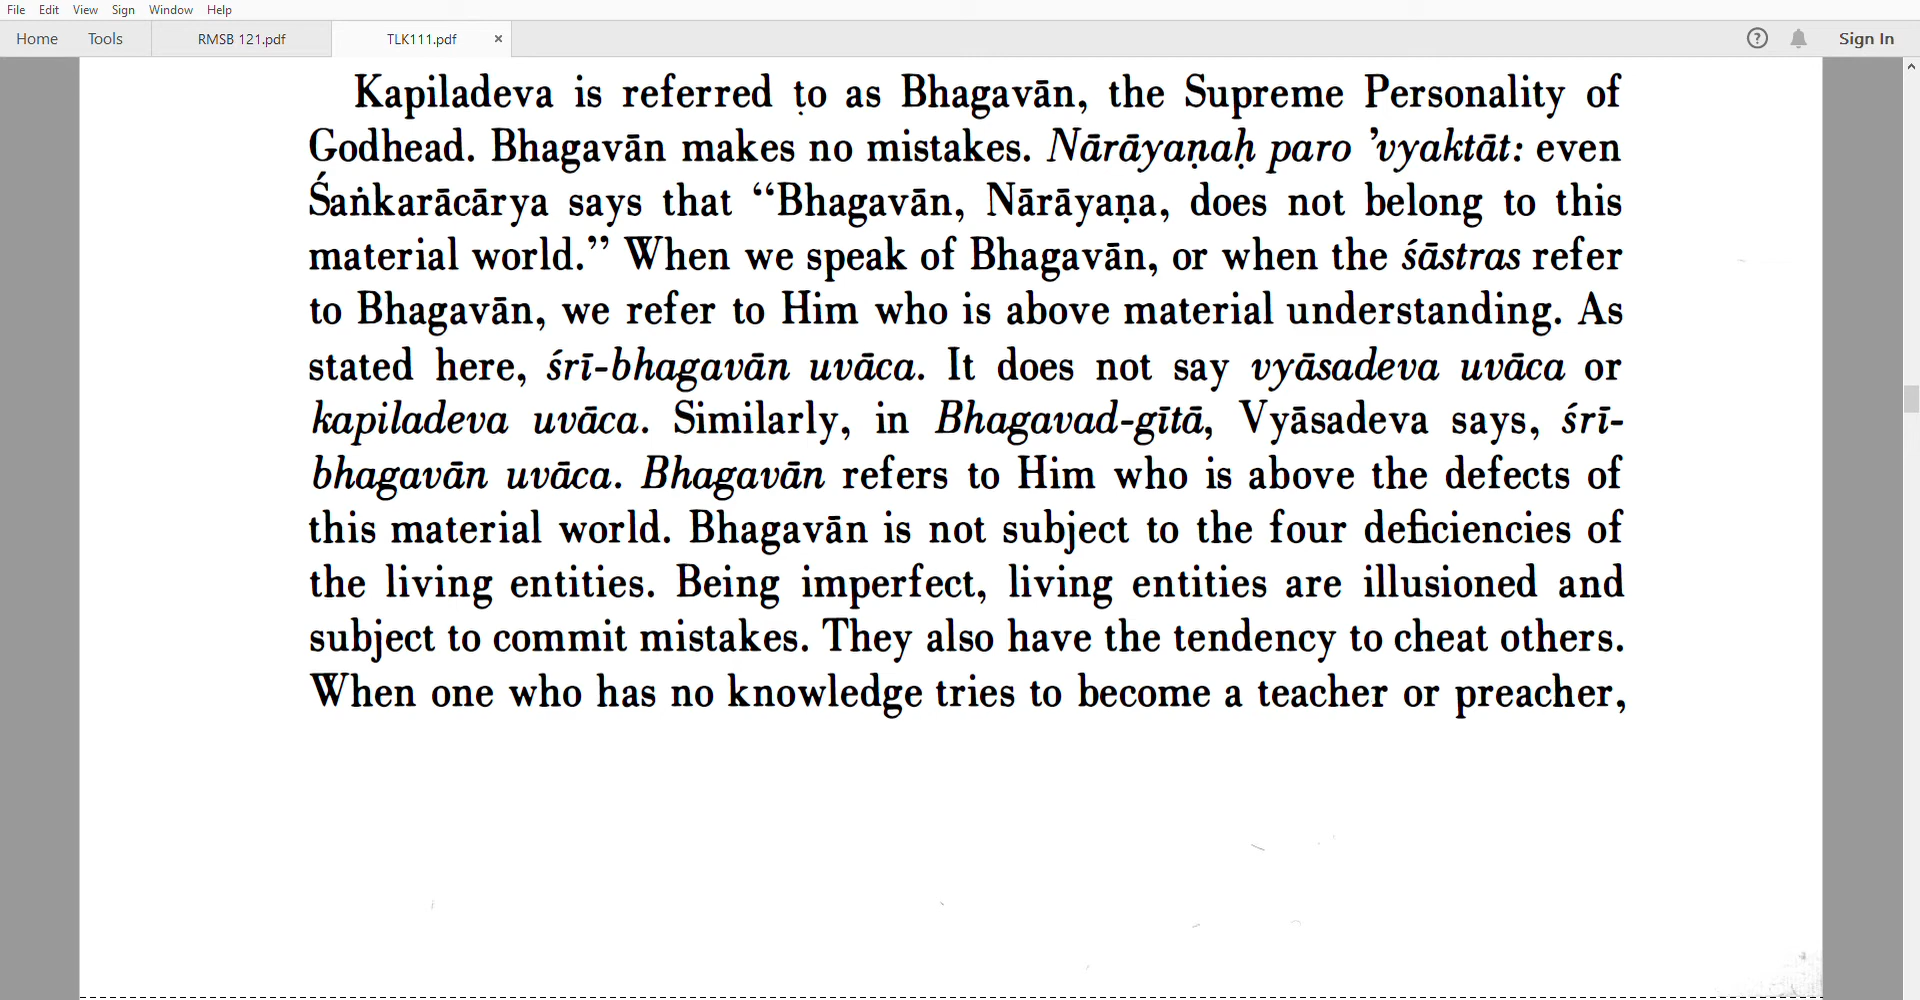 File Edit View Sign Window Help
Home Tools RMSB 121.pdf TLK111.pdf × ? Sign In
Kapiladeva is referred to as Bhagavān, the Supreme Personality of
Godhead. Bhagavān makes no mistakes. Nārāyaṇaḥ paro ’vyaktāt: even
Śaṅkarācārya says that “Bhagavān, Nārāyaṇa, does not belong to this
material world.” When we speak of Bhagavān, or when the śāstras refer
to Bhagavān, we refer to Him who is above material understanding. As
stated here, śrī-bhagavān uvāca. It does not say vyāsadeva uvāca or
kapiladeva uvāca. Similarly, in Bhagavad-gītā, Vyāsadeva says, śrī-
bhagavān uvāca. Bhagavān refers to Him who is above the defects of
this material world. Bhagavān is not subject to the four deficiencies of
the living entities. Being imperfect, living entities are illusioned and
subject to commit mistakes. They also have the tendency to cheat others.
When one who has no knowledge tries to become a teacher or preacher,